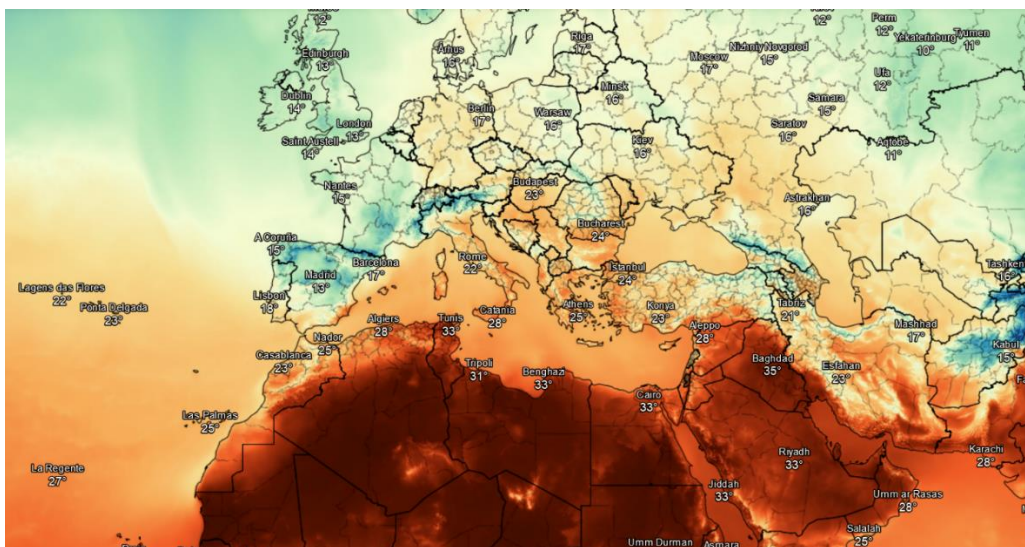 12°
12°
Perm
12°
Edinburgh
13°
Århus
16°
Riga
17°
Moscow
17°
Nizhniy Novgorod
15°
Yekaterinburg
10°
Tyumen
11°
Ufa
12°
Dublin
14°
London
13°
Berlin
17°
Warsaw
16°
Minsk
16°
Samara
15°
Saratov
16°
Saint Austell
14°
Kiev
16°
Aqtöbe
11°
Nantes
15°
Budapest
23°
Astrakhan
16°
A Coruña
15°
Bucharest
24°
Barcelona
17°
Rome
22°
Istanbul
24°
Tashkent
16°
Madrid
13°
Lagens das Flores
22°
Ponta Delgada
23°
Lisbon
18°
Catania
28°
Athens
25°
Konya
23°
Tabriz
21°
Algiers
28°
Tunis
33°
Aleppo
28°
Mashhad
17°
Kabul
15°
Nador
25°
Casablanca
23°
Tripoli
31°
Benghazi
33°
Baghdad
35°
Esfahan
23°
Cairo
33°
Las Palmas
25°
Riyadh
33°
Karachi
28°
La Regente
27°
Jiddah
33°
Umm ar Rasas
28°
Salalah
25°
Umm Durman
Asmara